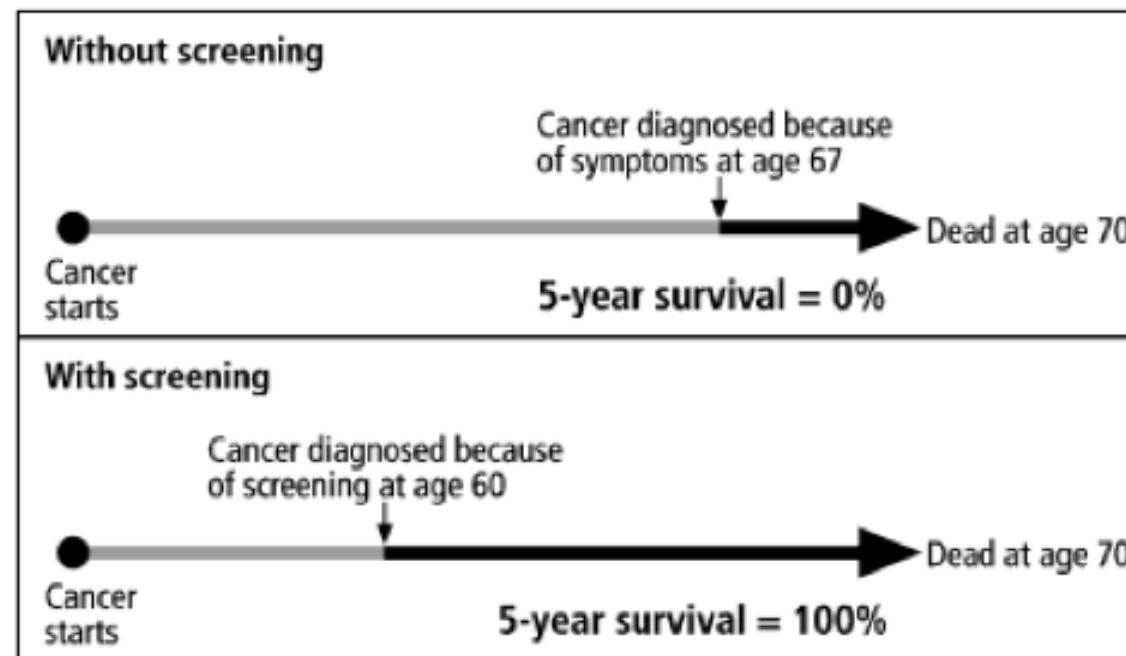 Without screening
Cancer diagnosed because
of symptoms at age 67
Dead at age 70
Cancer
starts
5-year survival = 0%
With screening
Cancer diagnosed because
of screening at age 60
Dead at age 70
Cancer
starts
5-year survival = 100%